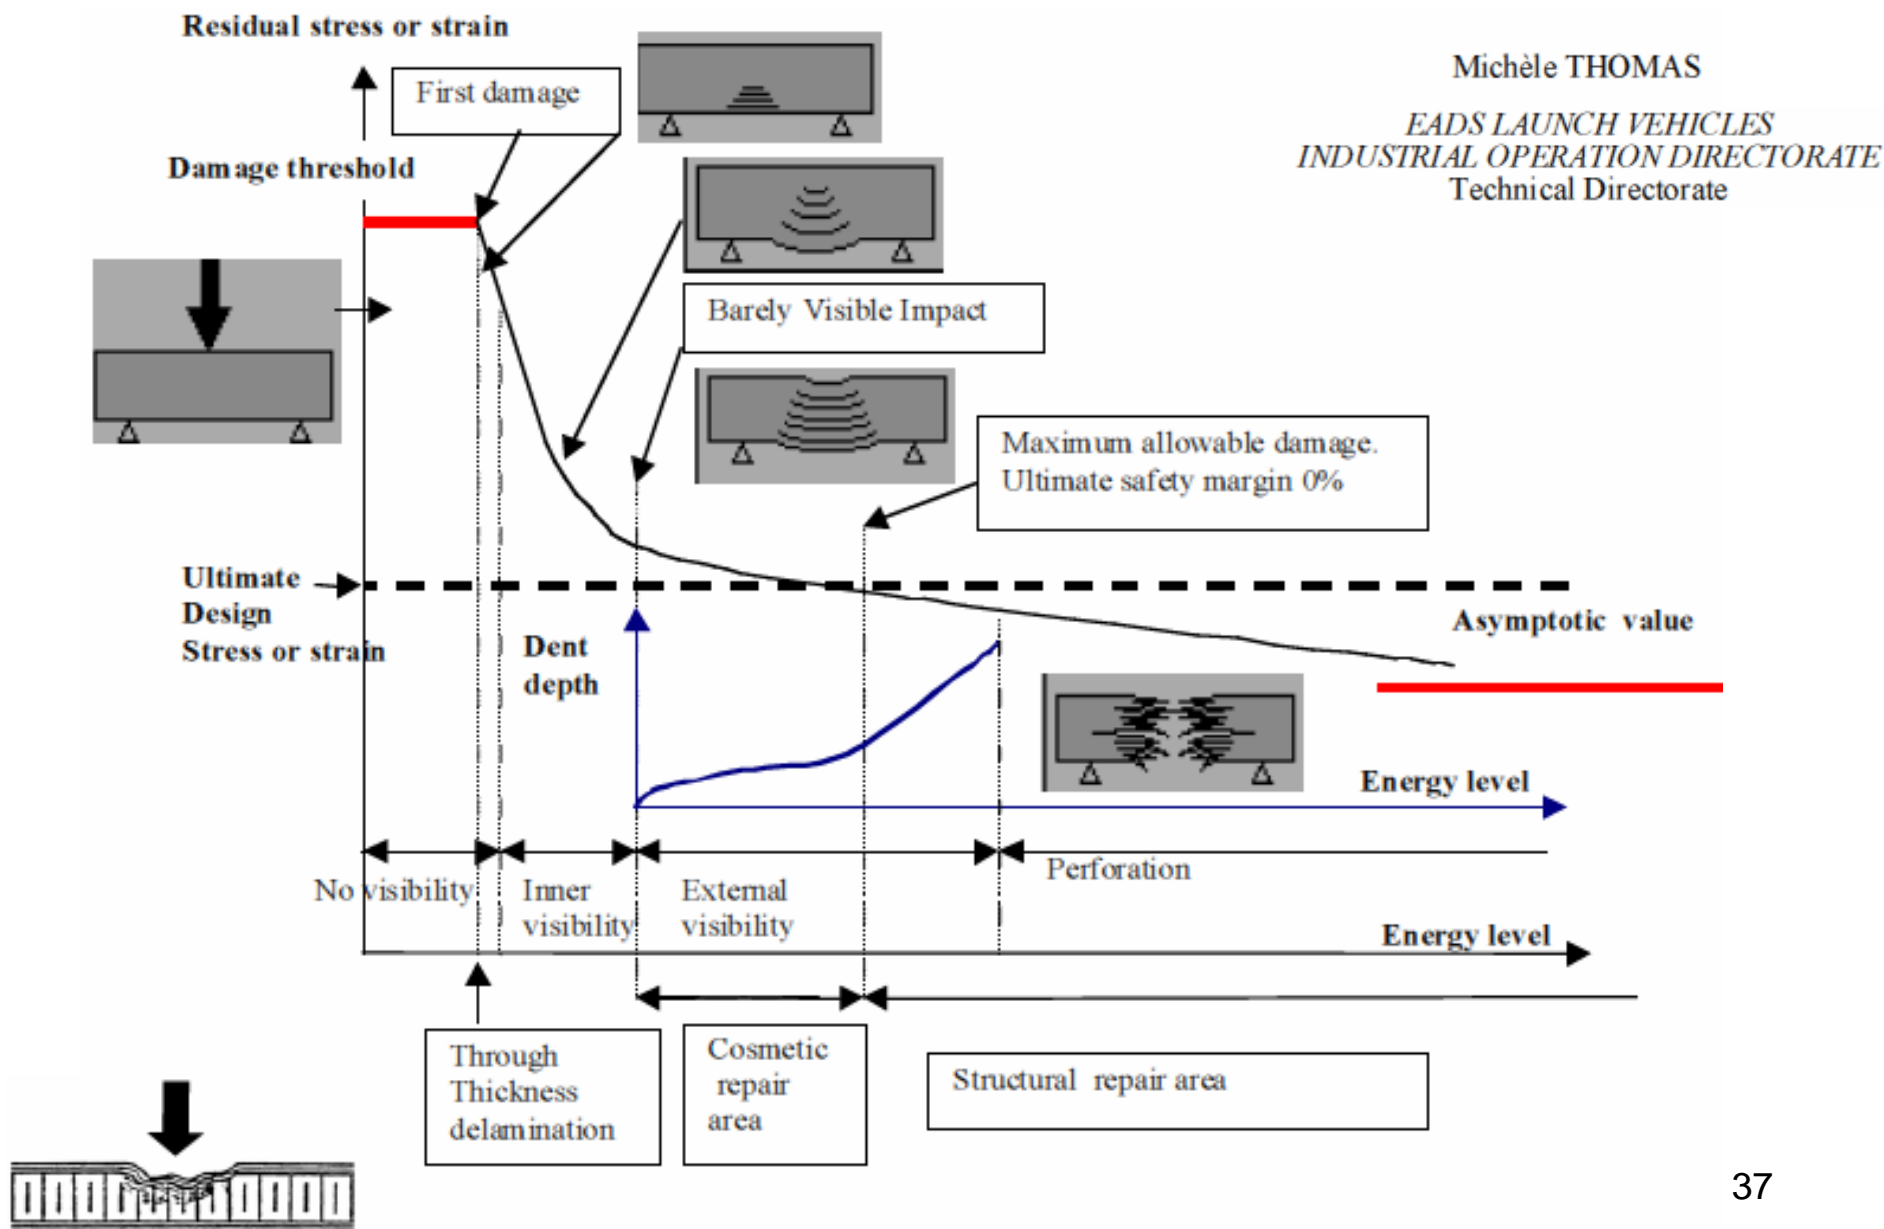 Residual stress or strain
Michèle THOMAS
EADS LAUNCH VEHICLES
INDUSTRIAL OPERATION DIRECTORATE
Technical Directorate
First damage
Damage threshold
Barely Visible Impact
Maximum allowable damage.
Ultimate safety margin 0%
Ultimate
Design
Stress or strain
Dent
depth
Asymptotic value
Energy level
No visibility
Inner
visibility
External
visibility
Perforation
Energy level
Through
Thickness
delamination
Cosmetic
repair
area
Structural repair area
37